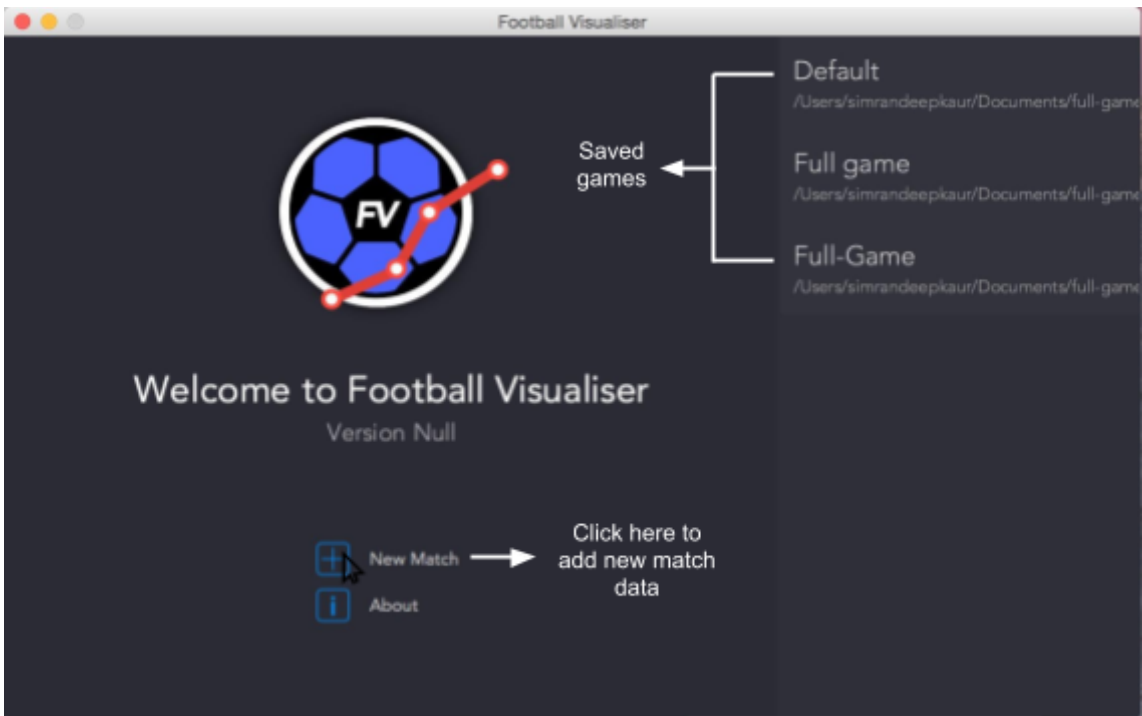 Football Visualiser
Default
/Users/simrandeepkaur/Documents/full-game
Full game
/Users/simrandeepkaur/Documents/full-game
Full-Game
/Users/simrandeepkaur/Documents/full-game
Saved
games
FV
Welcome to Football Visualiser
Version Null
New Match
Click here to
add new match
data
About